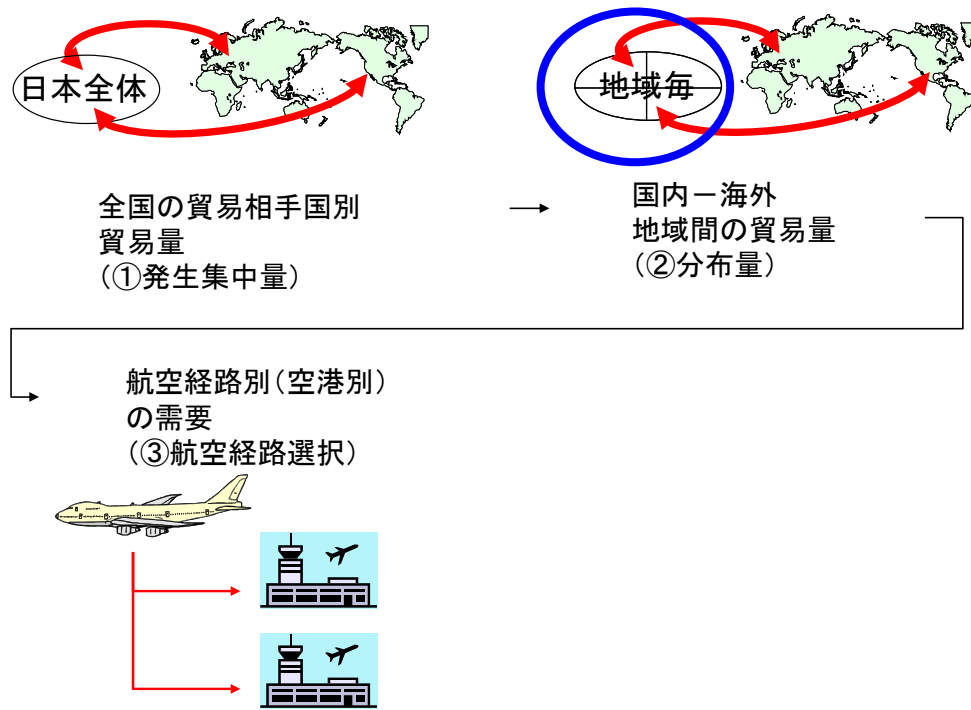 日本全体
地域毎
全国の貿易相手国別
貿易量
(①発生集中量)
国内－海外
地域間の貿易量
(②分布量)
航空経路別(空港別)
の需要
(③航空経路選択)